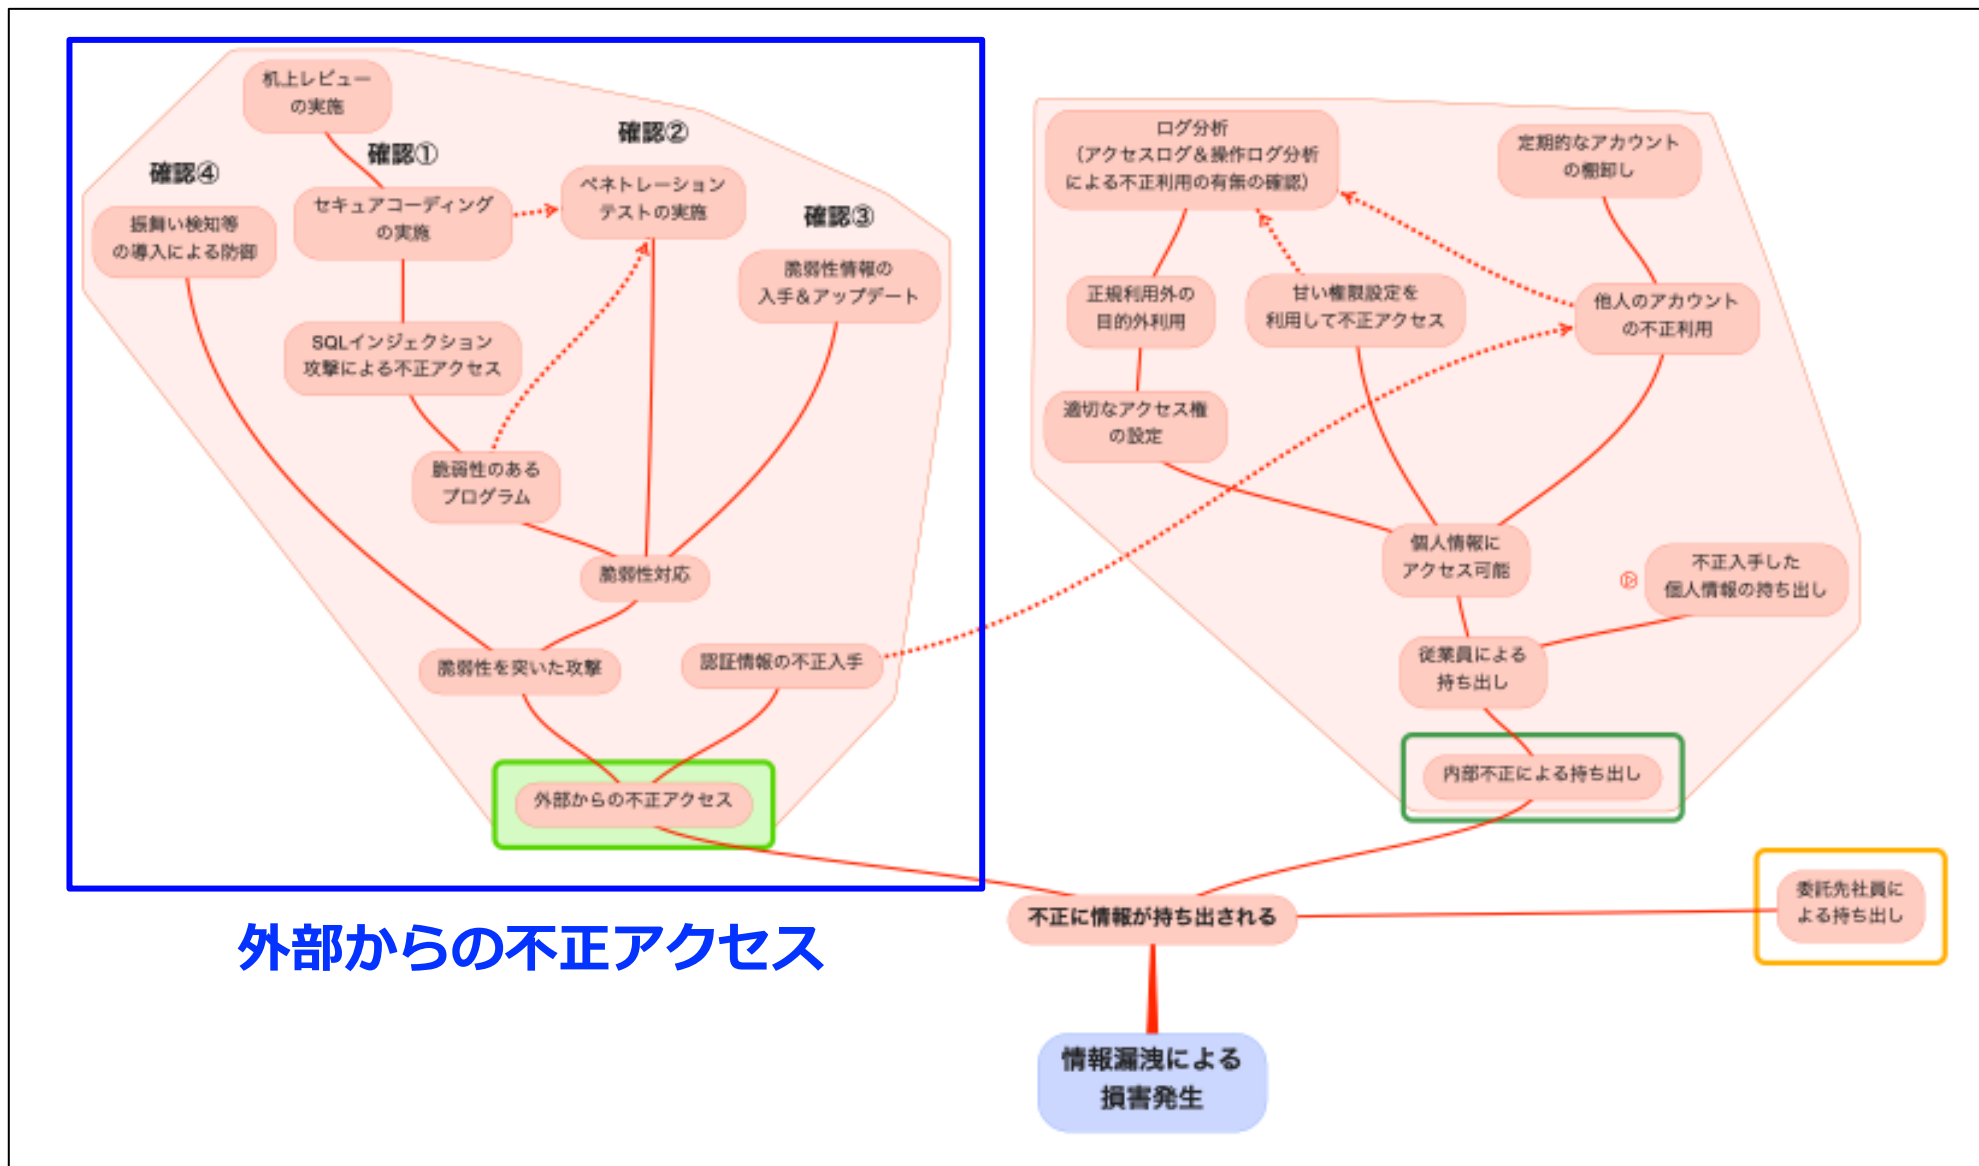 机上レビュー
の実施
確認①
確認②
確認④
セキュアコーディング
の実施
ペネトレーション
テストの実施
確認③
振舞い検知等
の導入による防御
脆弱性情報の
入手＆アップデート
SQLインジェクション
攻撃による不正アクセス
脆弱性のある
プログラム
脆弱性対応
脆弱性を突いた攻撃
認証情報の不正入手
外部からの不正アクセス
外部からの不正アクセス
ログ分析
（アクセスログ＆操作ログ分析
による不正利用の有無の確認）
定期的なアカウント
の棚卸し
正規利用外の
目的外利用
甘い権限設定を
利用して不正アクセス
他人のアカウント
の不正利用
適切なアクセス権
の設定
個人情報に
アクセス可能
不正入手した
個人情報の持ち出し
従業員による
持ち出し
内部不正による持ち出し
委託先社員に
よる持ち出し
不正に情報が持ち出される
情報漏洩による
損害発生